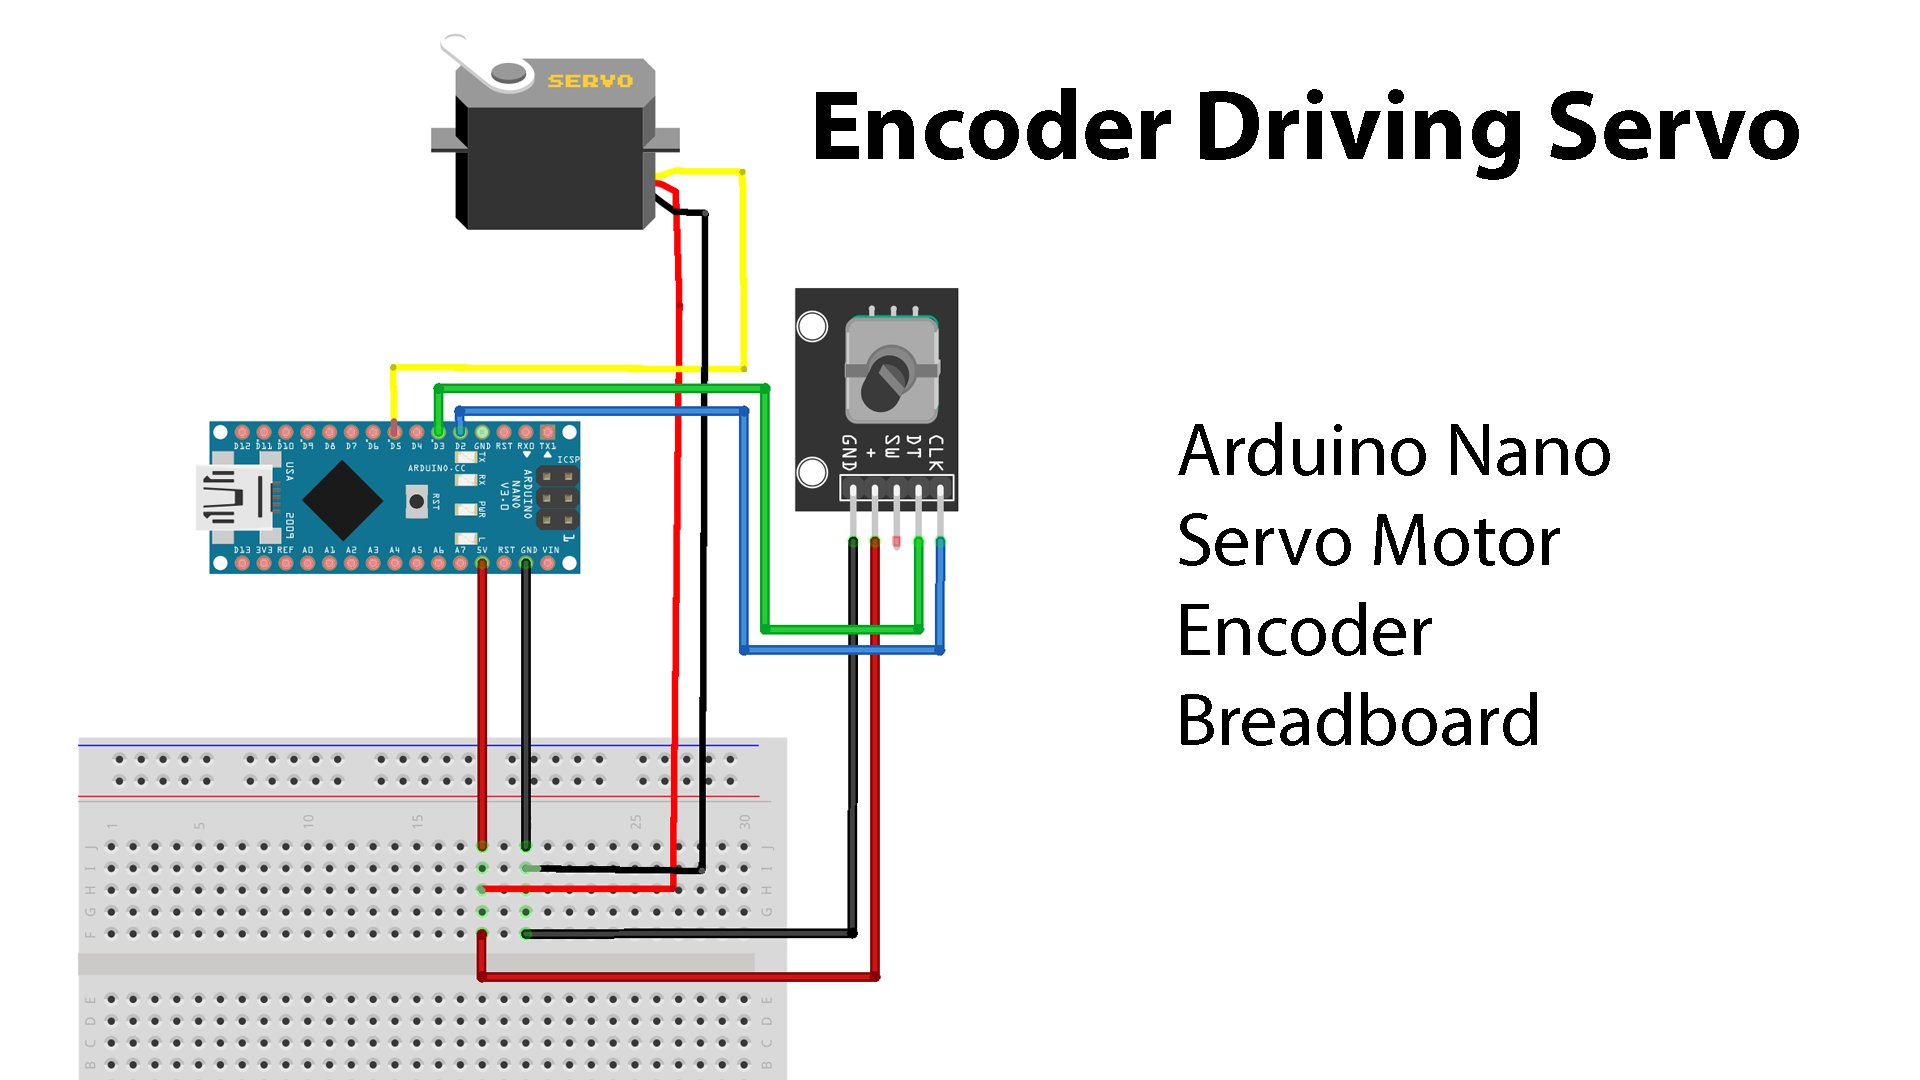 SERVO
Encoder Driving Servo
GND
+
SW
DT
CLK
D12 D11 D10 D9 D8 D7 D6 D5 D4 D3 D2 GND RST RX0 TX1
ARDUINO.CC
TX
RX
PWR
L
RST
USA
2009
ARDUINO
NANO
V3.0
ICSP
1
D13 3V3 REF A0 A1 A2 A3 A4 A5 A6 A7 5V RST GND VIN
Arduino Nano
Servo Motor
Encoder
Breadboard
1 5 10 15 25 30
J J
I I
H H
G G
F F
E E
D D
C C
B B